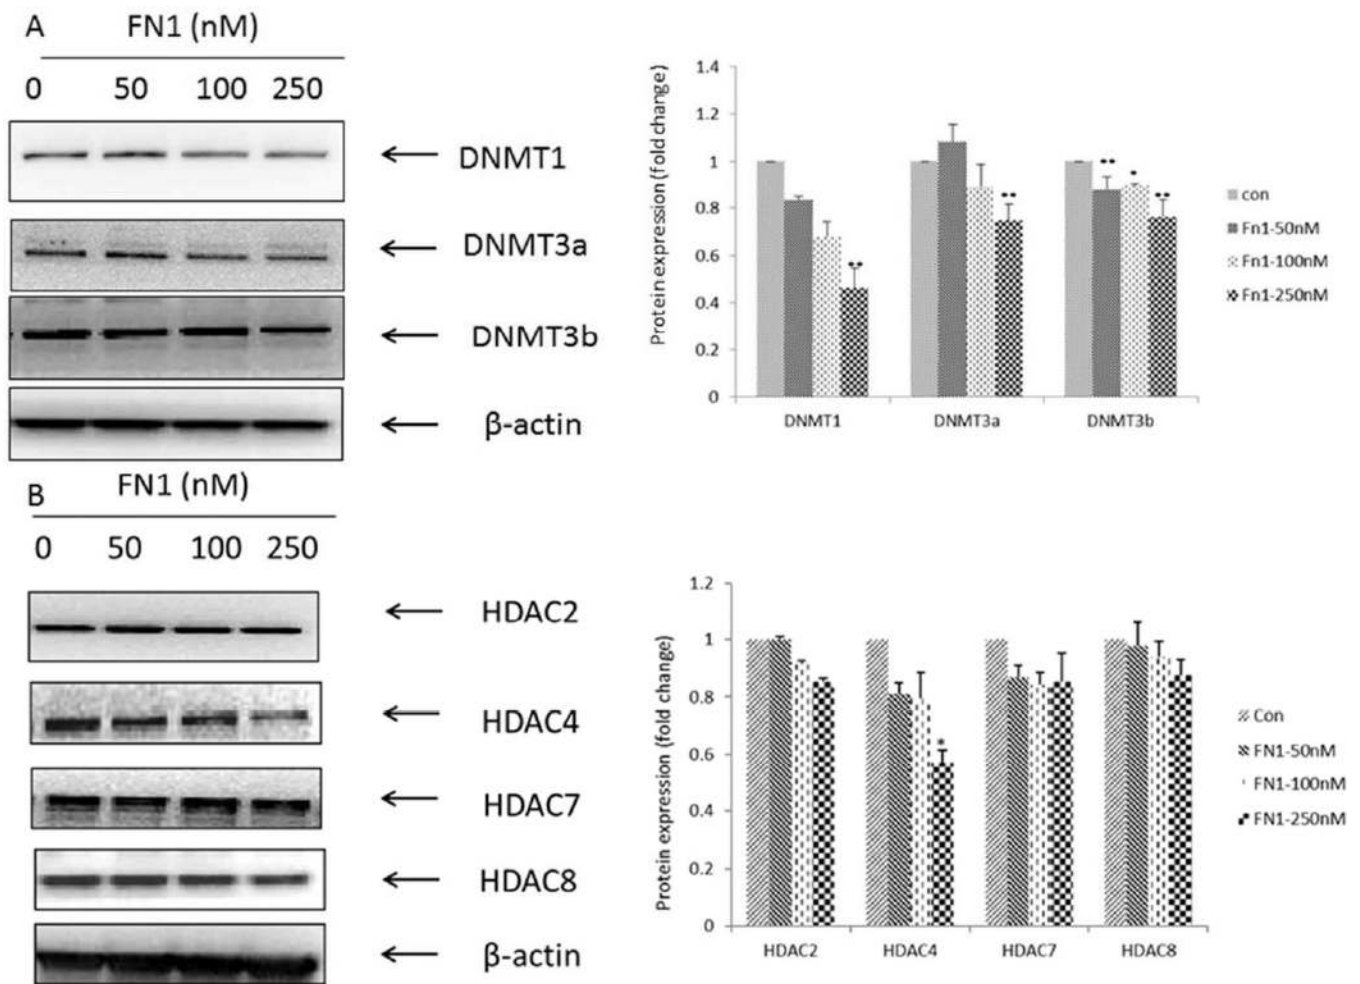 A FN1 (nM)
0 50 100 250
DNMT1
DNMT3a
DNMT3b
β-actin
Protein expression (fold change)
1.4
1.2
1
0.8
0.6
0.4
0.2
0
** ** * **
**
DNMT1 DNMT3a DNMT3b
con
Fn1-50nM
Fn1-100nM
Fn1-250nM
B FN1 (nM)
0 50 100 250
HDAC2
HDAC4
HDAC7
HDAC8
β-actin
Protein expression (fold change)
1.2
1
0.8
0.6
0.4
0.2
0
*
HDAC2 HDAC4 HDAC7 HDAC8
Con
FN1-50nM
FN1-100nM
FN1-250nM